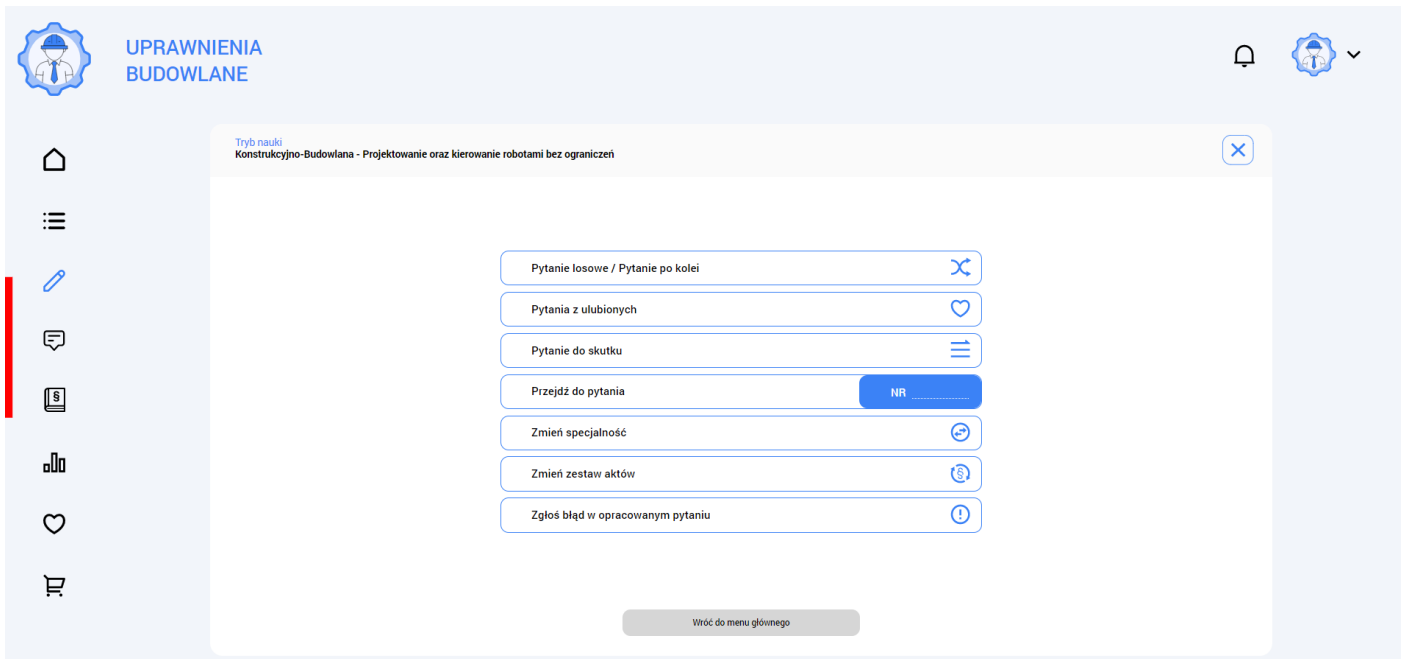 UPRAWNIENIA
BUDOWLANE
Tryb nauki
Konstrukcyjno-Budowlana - Projektowanie oraz kierowanie robotami bez ograniczeń
Pytanie losowe / Pytanie po kolei
Pytania z ulubionych
Pytanie do skutku
Przejdź do pytania
NR
Zmień specjalność
Zmień zestaw aktów
Zgłoś błąd w opracowanym pytaniu
Wróć do menu głównego